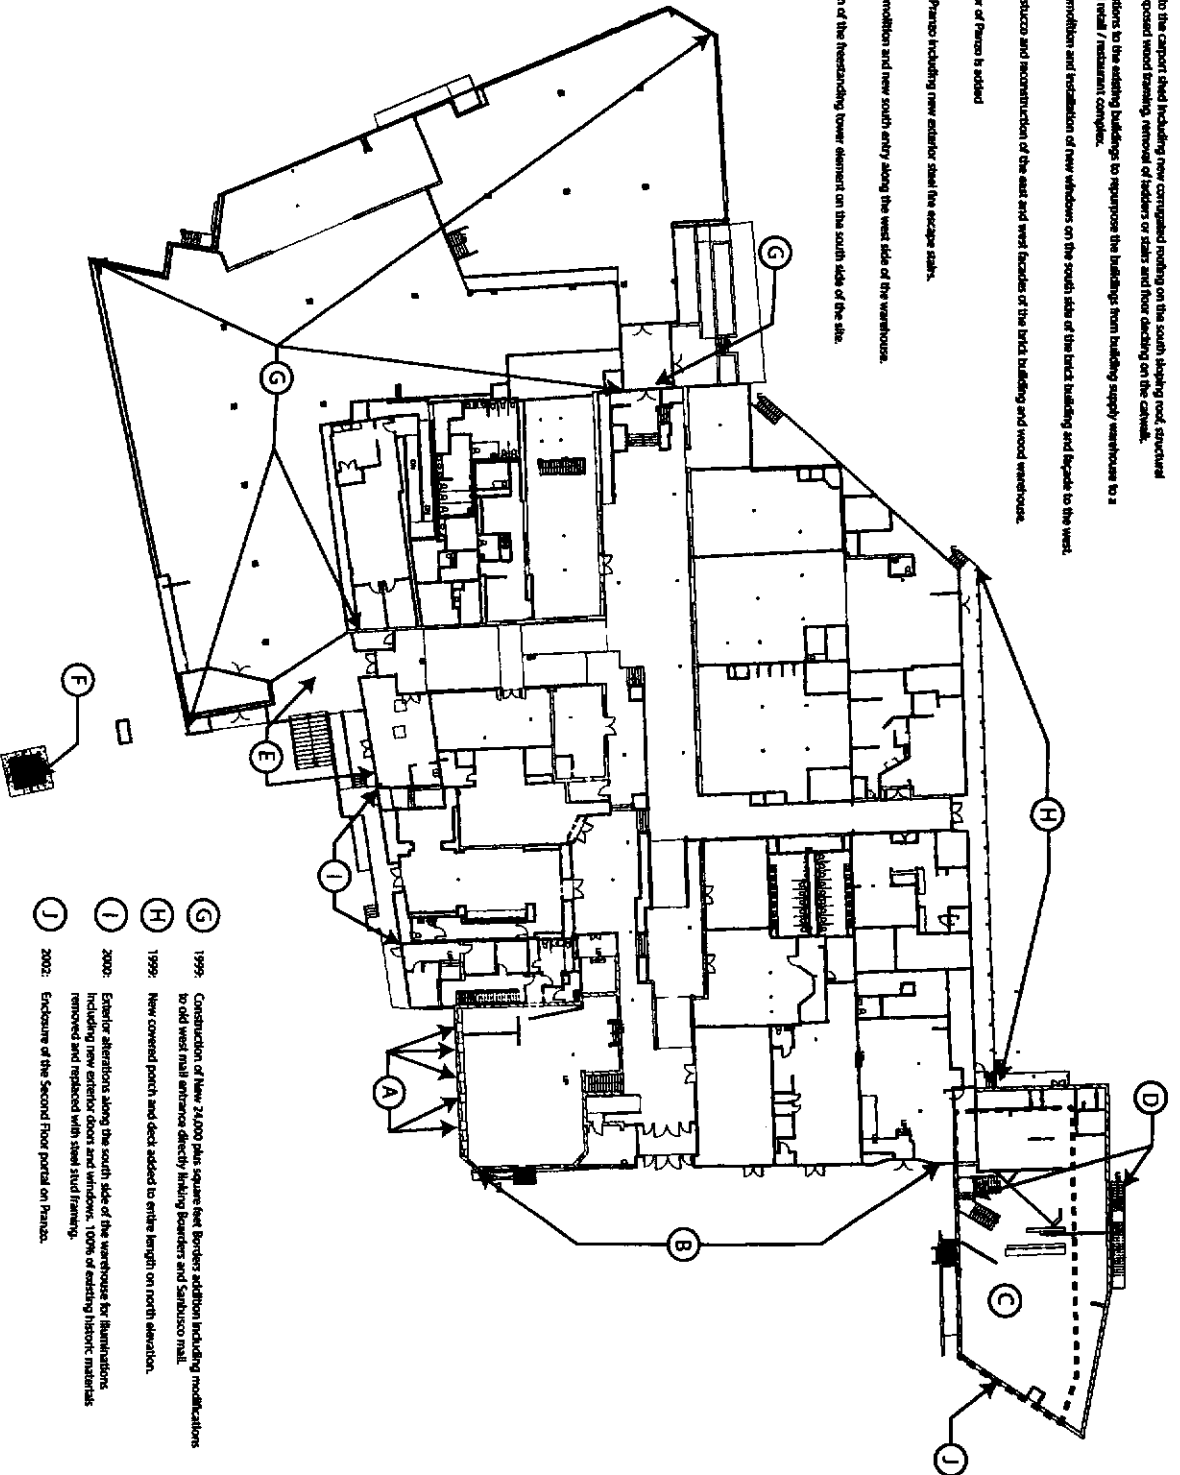 to the carport shed including new corrugated roofing on the south sloping roof, structural
posed wood framing, removal of ladders or stairs and floor decking on the catwalk.
tions to the existing buildings to repurpose the buildings from building supply warehouse to a
retail / restaurant complex.
molition and installation of new windows on the south side of the brick building and façade to the west.
stucco and reconstruction of the east and west facades of the brick building and wood warehouse.
r of Panzo is added
Pranzo including new exterior steel fire escape stairs.
molition and new south entry along the west side of the warehouse.
n of the freestanding tower element on the south side of the site.
G
G
H
D
F
E
I
A
B
C
J
G 1999: Construction of New 24,000 plus square feet Borders addition including modifications
to old west mall entrance directly linking Boarders and Sanbusco mall.
H 1999: New covered porch and deck added to entire length on north elevation.
I 2000: Exterior alterations along the south side of the warehouse for Illuminations
including new exterior doors and windows. 100% of existing historic materials
removed and replaced with steel stud framing.
J 2002: Enclosure of the Second Floor portal on Pranzo.